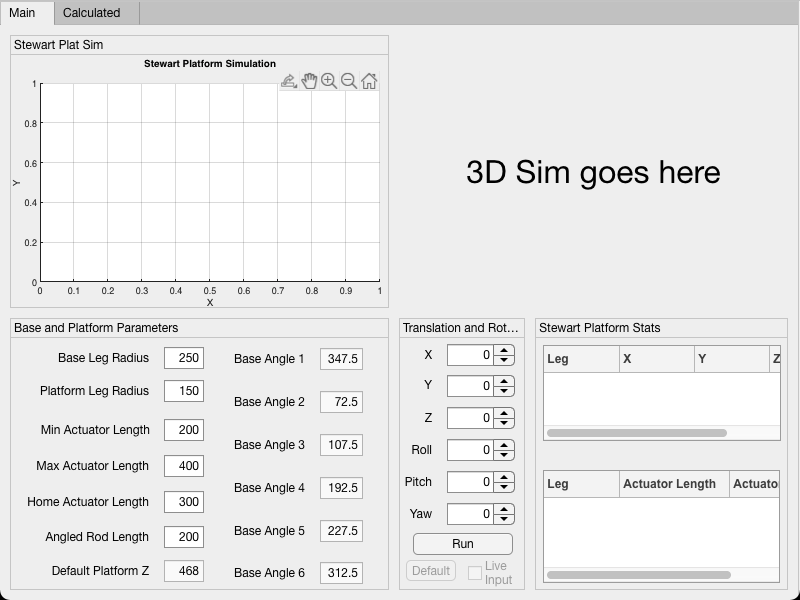 Main
Calculated
Stewart Plat Sim
Stewart Platform Simulation
1
0.8
0.6
0.4
0.2
0
Y
0 0.1 0.2 0.3 0.4 0.5 0.6 0.7 0.8 0.9 1
X
3D Sim goes here
Base and Platform Parameters
Base Leg Radius 250
Platform Leg Radius 150
Min Actuator Length 200
Max Actuator Length 400
Home Actuator Length 300
Angled Rod Length 200
Default Platform Z 468
Base Angle 1 347.5
Base Angle 2 72.5
Base Angle 3 107.5
Base Angle 4 192.5
Base Angle 5 227.5
Base Angle 6 312.5
Translation and Rot...
X 0
Y 0
Z 0
Roll 0
Pitch 0
Yaw 0
Run
Default
Live
Input
Stewart Platform Stats
Leg X Y Z
Leg Actuator Length Actuato